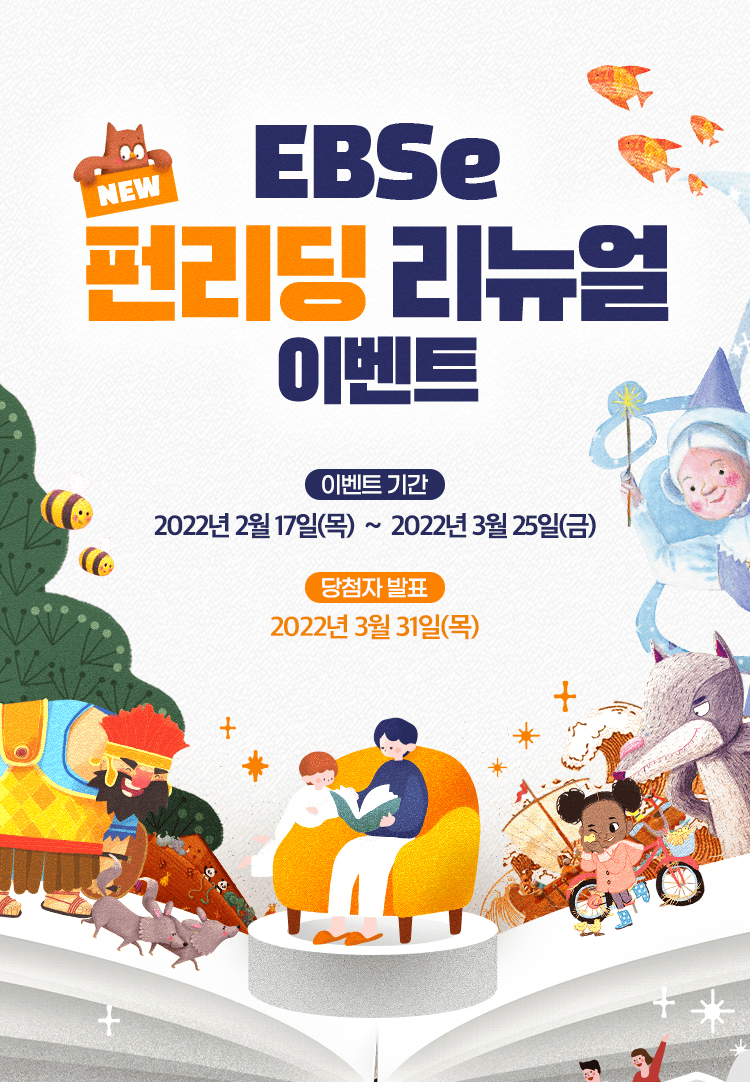 EBSe
NEW
펀리딩 리뉴얼
이벤트
이벤트 기간
2022년 2월 17일(목) ~ 2022년 3월 25일(금)
당첨자 발표
2022년 3월 31일(목)